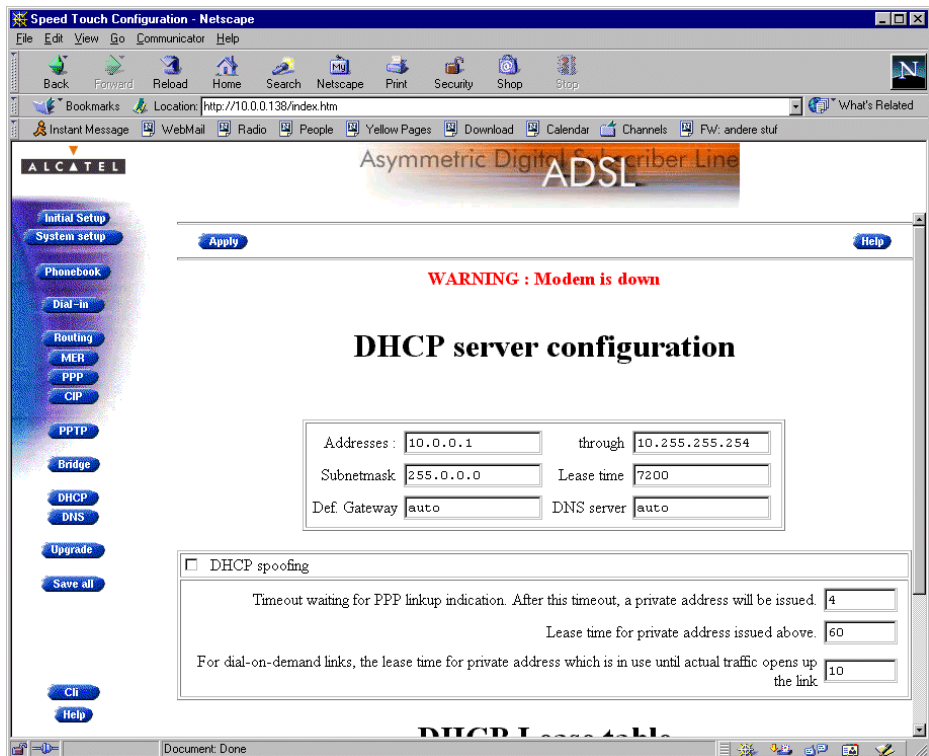 Speed Touch Configuration - Netscape
File Edit View Go Communicator Help
Back Forward Reload Home Search Netscape Print Security Shop Stop
My
N
Bookmarks Location: http://10.0.0.138/index.htm What's Related
Instant Message WebMail Radio People Yellow Pages Download Calendar Channels FW: andere stuf
ALCATEL
Asymmetric Digital Subscriber Line
ADSL
Initial Setup
System setup
Apply Help
Phonebook
WARNING : Modem is down
Dial-in
Routing
DHCP server configuration
MER
PPP
CIP
PPTP
Addresses : 10.0.0.1 through 10.255.255.254
Bridge
Subnetmask 255.0.0.0 Lease time 7200
DHCP
Def. Gateway auto DNS server auto
DNS
Upgrade
DHCP spoofing
Save all
Timeout waiting for PPP linkup indication. After this timeout, a private address will be issued. 4
Lease time for private address issued above. 60
For dial-on-demand links, the lease time for private address which is in use until actual traffic opens up the link 10
Cli
Help
DHCP Lease table
Document: Done